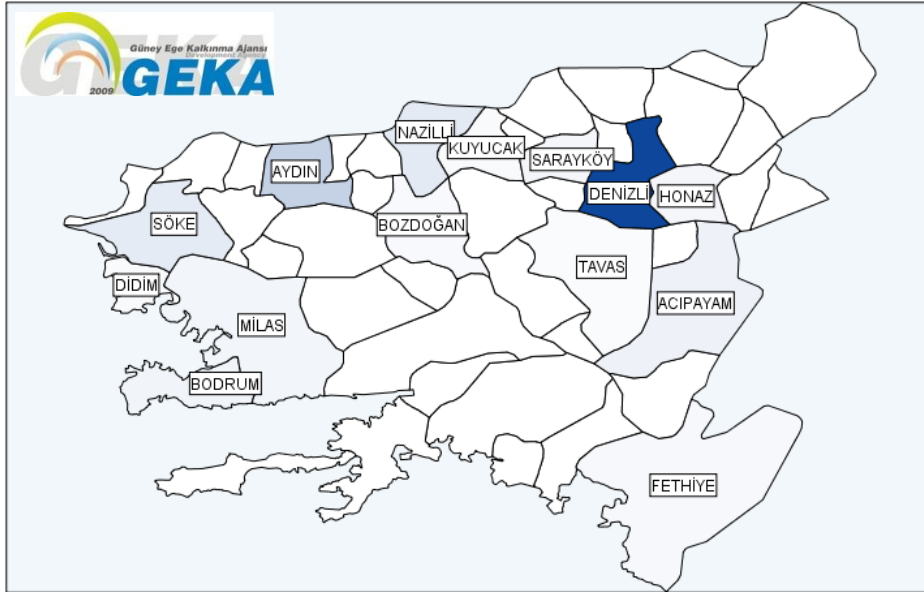 Güney Ege Kalkınma Ajansı
Development Agency
GEKA
2009
NAZİLLİ
KUYUCAK
SARAYKÖY
AYDIN
DENİZLİ
HONAZ
SÖKE
BOZDOĞAN
TAVAS
DİDİM
ACIPAYAM
MİLAS
BODRUM
FETHİYE